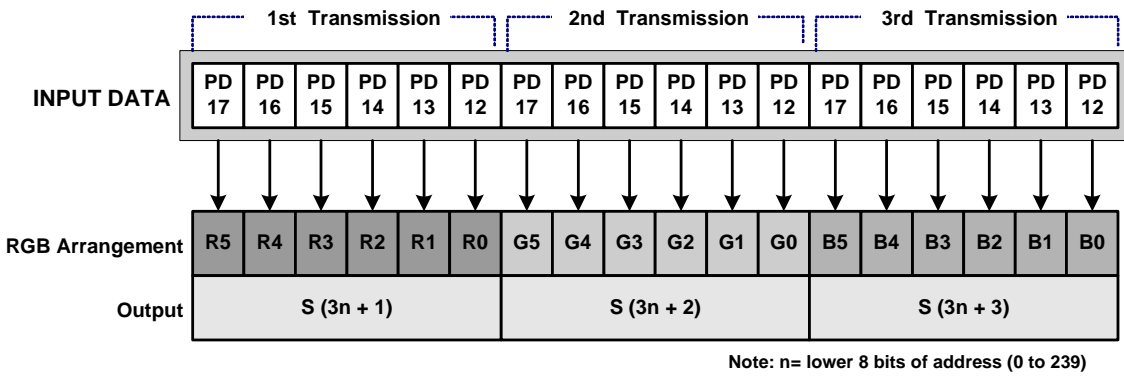 1st Transmission 2nd Transmission 3rd Transmission
INPUT DATA PD 17 PD 16 PD 15 PD 14 PD 13 PD 12 PD 17 PD 16 PD 15 PD 14 PD 13 PD 12 PD 17 PD 16 PD 15 PD 14 PD 13 PD 12
RGB Arrangement R5 R4 R3 R2 R1 R0 G5 G4 G3 G2 G1 G0 B5 B4 B3 B2 B1 B0
Output S (3n + 1) S (3n + 2) S (3n + 3)
Note: n= lower 8 bits of address (0 to 239)